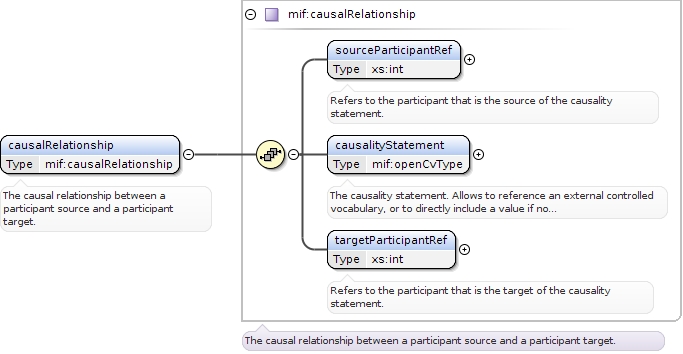 mif:causalRelationship
sourceParticipantRef
Type xs:int
Refers to the participant that is the source of the causality
statement.
causalRelationship
Type mif:causalRelationship
The causal relationship between a
participant source and a participant
target.
causalityStatement
Type mif:openCvType
The causality statement. Allows to reference an external controlled
vocabulary, or to directly include a value if no...
targetParticipantRef
Type xs:int
Refers to the participant that is the target of the causality
statement.
The causal relationship between a participant source and a participant target.